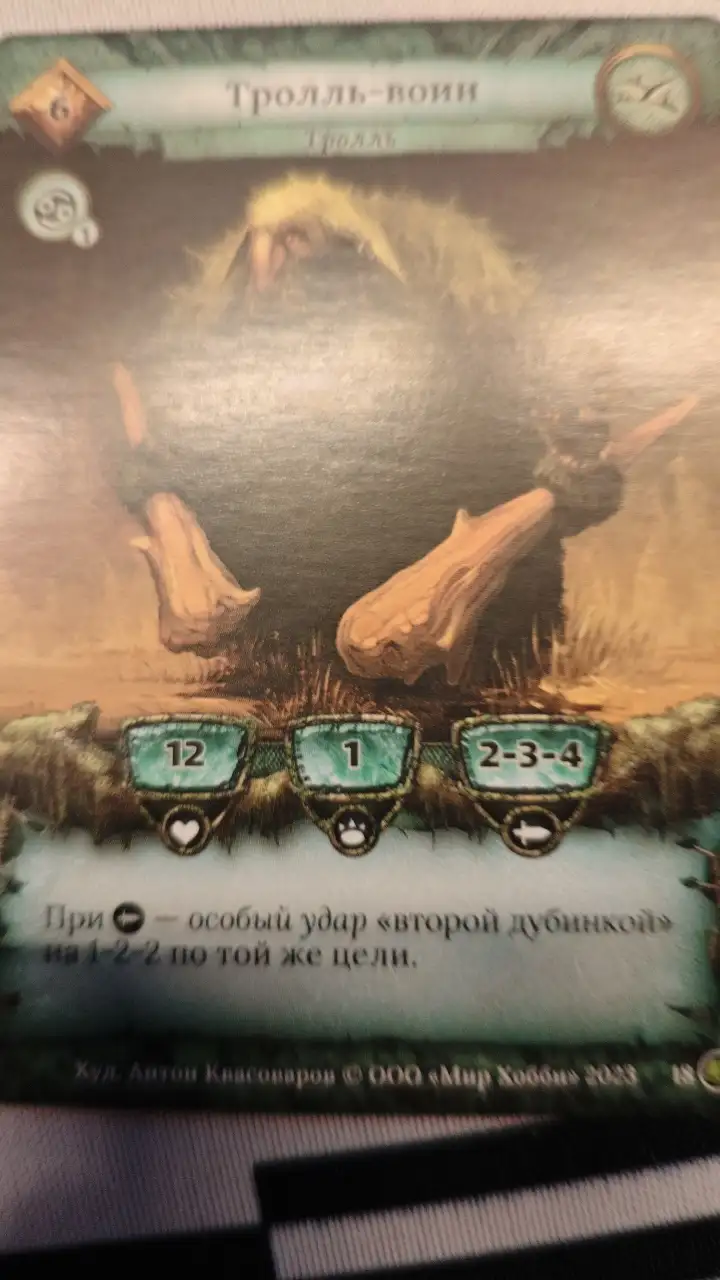 6
Тролль-воин
Тролль
1
12
1
2-3-4
При — особый удар «второй дубинкой»
на 1-2-2 по той же цели.
Худ. Антон Квасоваров © ООО «Мир Хобби» 2023 18